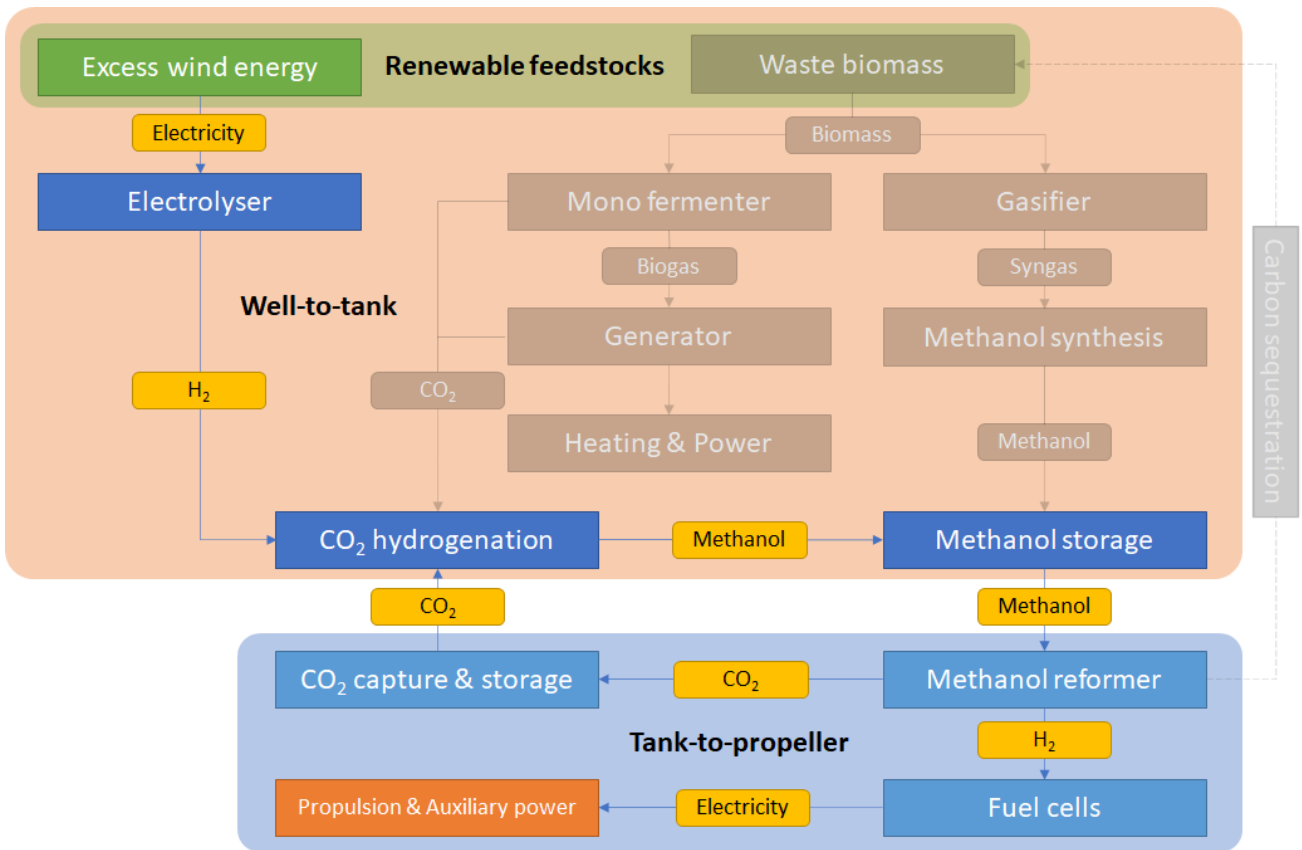 Excess wind energy
Renewable feedstocks
Waste biomass
Electricity
Biomass
Electrolyser
Mono fermenter
Gasifier
Biogas
Syngas
Well-to-tank
Generator
Methanol synthesis
Carbon sequestration
H₂
CO₂
Heating & Power
Methanol
CO₂ hydrogenation
Methanol
Methanol storage
CO₂
Methanol
CO₂ capture & storage
CO₂
Methanol reformer
Tank-to-propeller
H₂
Propulsion & Auxiliary power
Electricity
Fuel cells